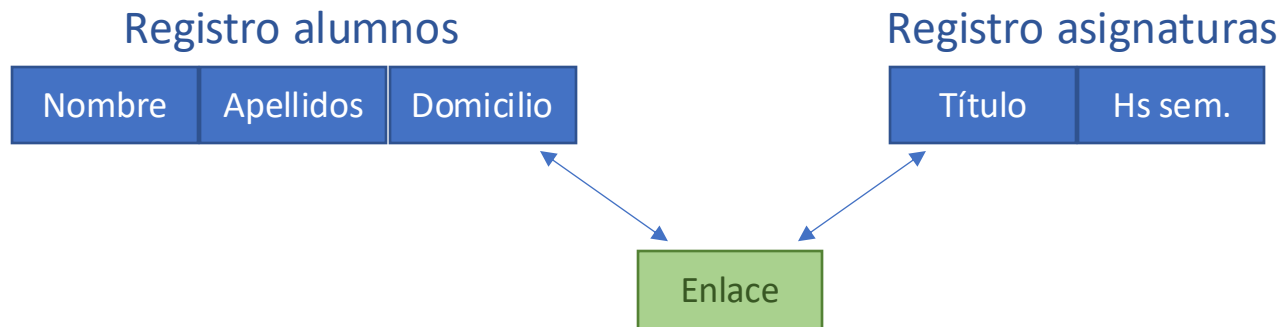 Registro alumnos
Registro asignaturas
Nombre Apellidos Domicilio
Título Hs sem.
Enlace